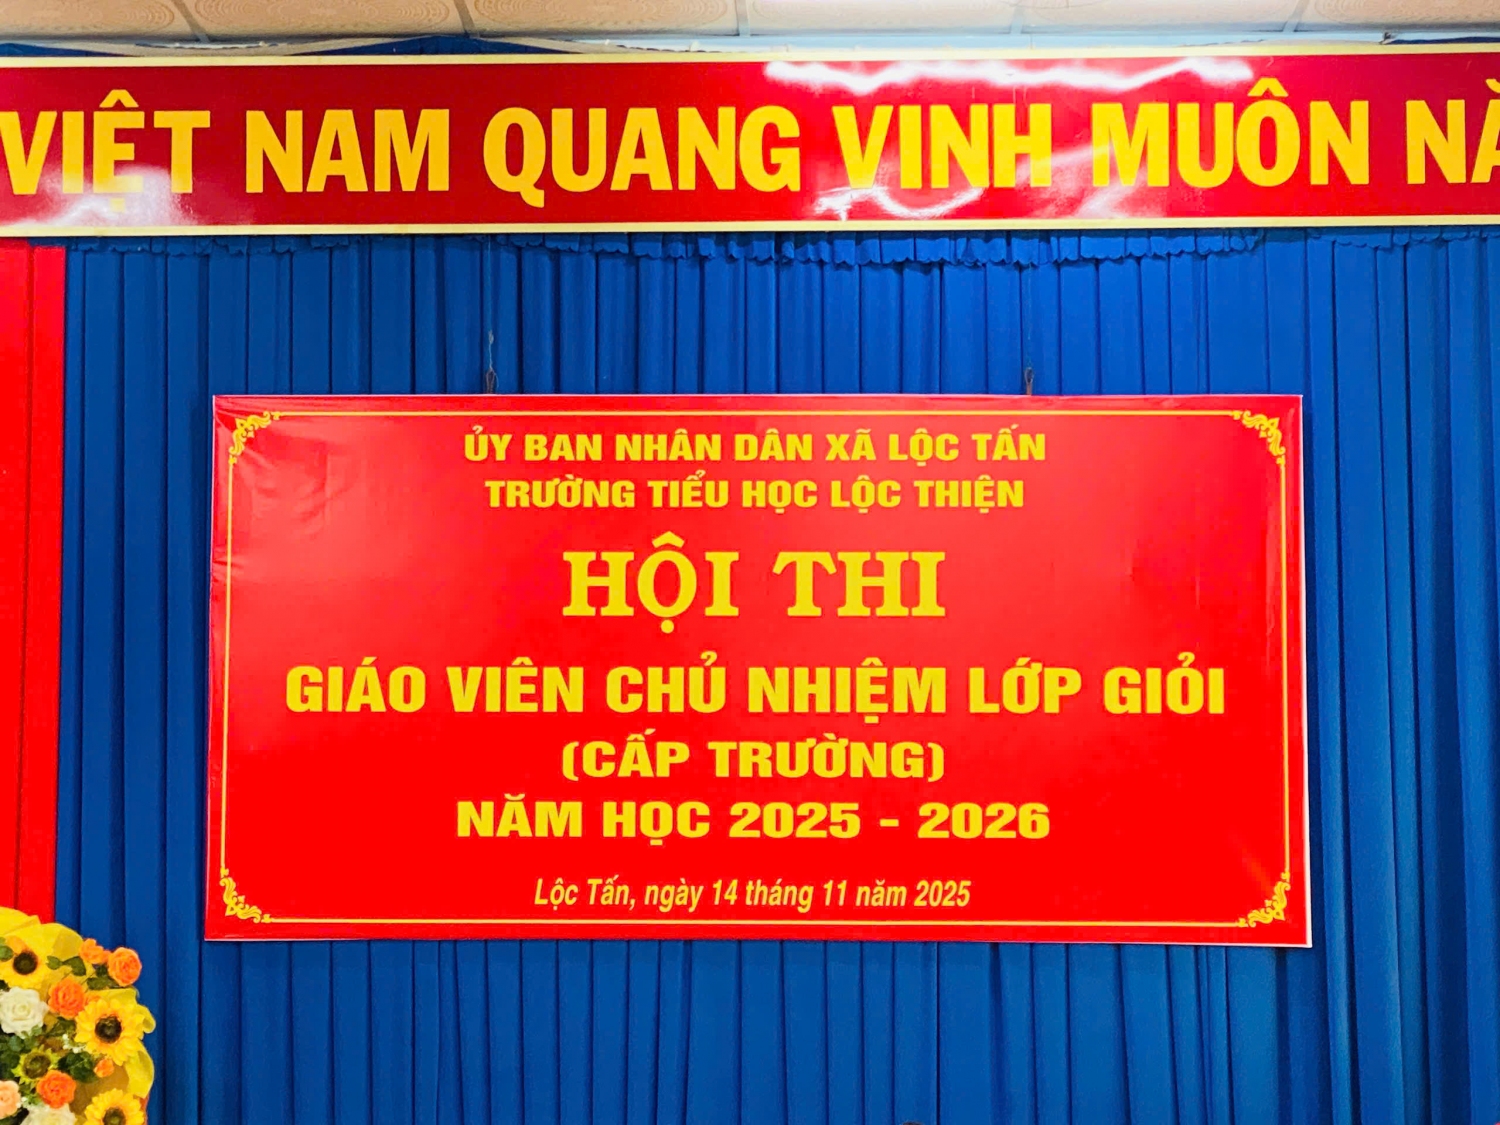 VIỆT NAM QUANG VINH MUÔN
ỦY BAN NHÂN DÂN XÃ LỘC TẤN
TRƯỜNG TIỂU HỌC LỘC THIỆN
HỘI THI
GIÁO VIÊN CHỦ NHIỆM LỚP GIỎI
(CẤP TRƯỜNG)
NĂM HỌC 2025 - 2026
Lộc Tấn, ngày 14 tháng 11 năm 2025